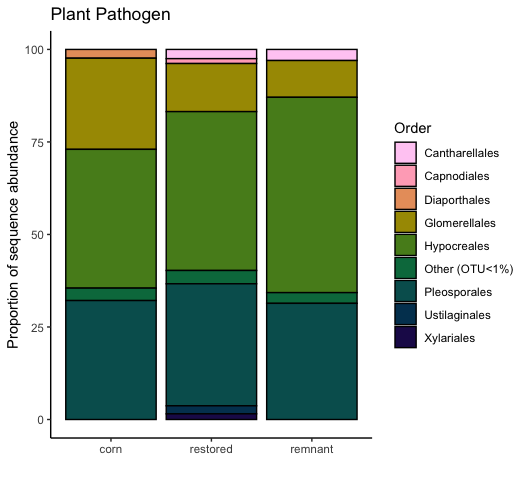 Plant Pathogen
Proportion of sequence abundance
100
75
50
25
0
corn restored remnant
Order
Cantharellales
Capnodiales
Diaporthales
Glomerellales
Hypocreales
Other (OTU<1%)
Pleosporales
Ustilaginales
Xylariales